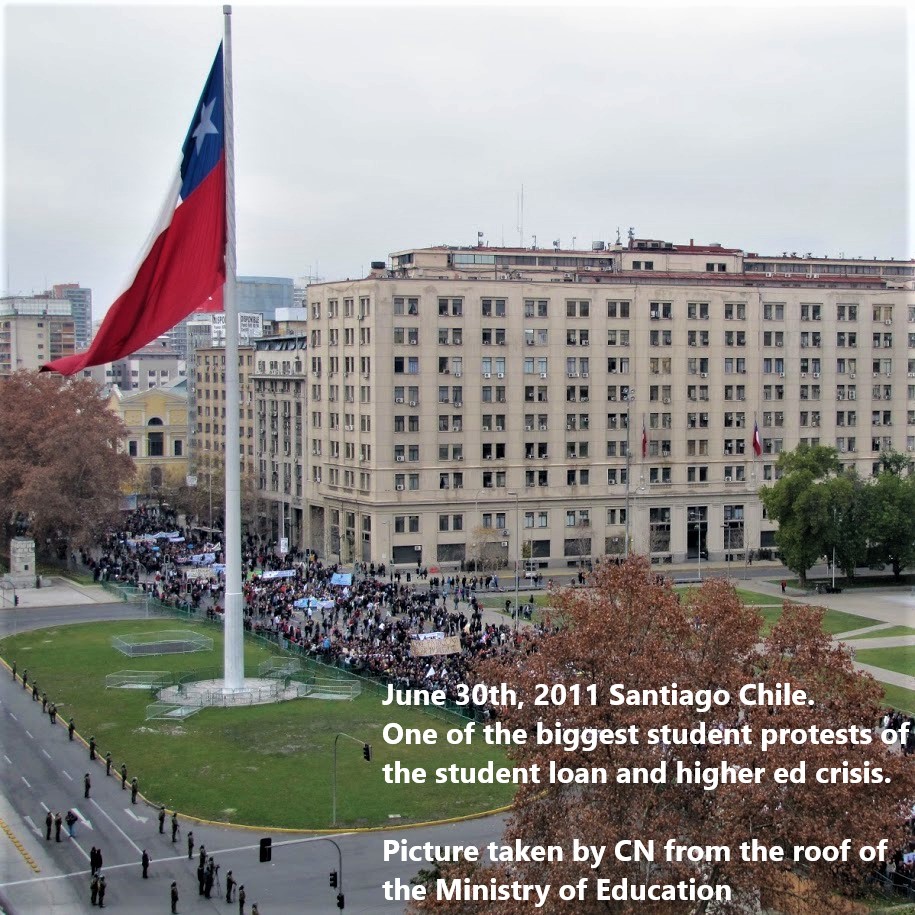 DISPONIBLE
June 30th, 2011 Santiago Chile.
One of the biggest student protests of
the student loan and higher ed crisis.
Picture taken by CN from the roof of
the Ministry of Education